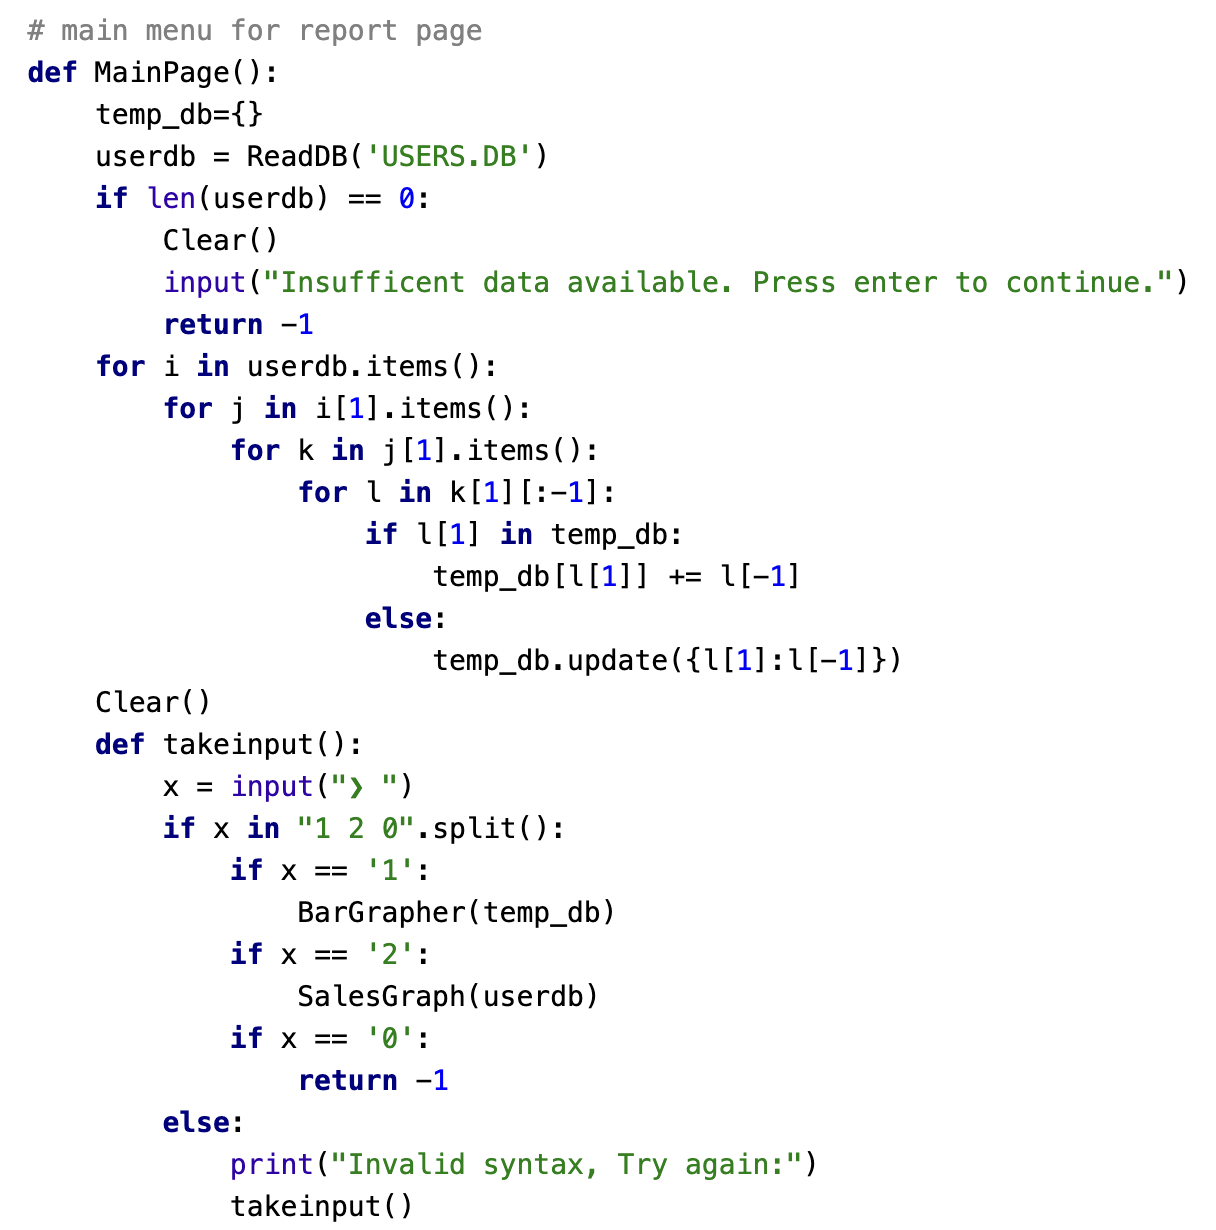 # main menu for report page
def MainPage():
    temp_db={}
    userdb = ReadDB('USERS.DB')
    if len(userdb) == 0:
        Clear()
        input("Insufficent data available. Press enter to continue.")
        return -1
    for i in userdb.items():
        for j in i[1].items():
            for k in j[1].items():
                for l in k[1][:-1]:
                    if l[1] in temp_db:
                        temp_db[l[1]] += l[-1]
                    else:
                        temp_db.update({l[1]:l[-1]})
    Clear()
    def takeinput():
        x = input("❯ ")
        if x in "1 2 0".split():
            if x == '1':
                BarGrapher(temp_db)
            if x == '2':
                SalesGraph(userdb)
            if x == '0':
                return -1
        else:
            print("Invalid syntax, Try again:")
            takeinput()